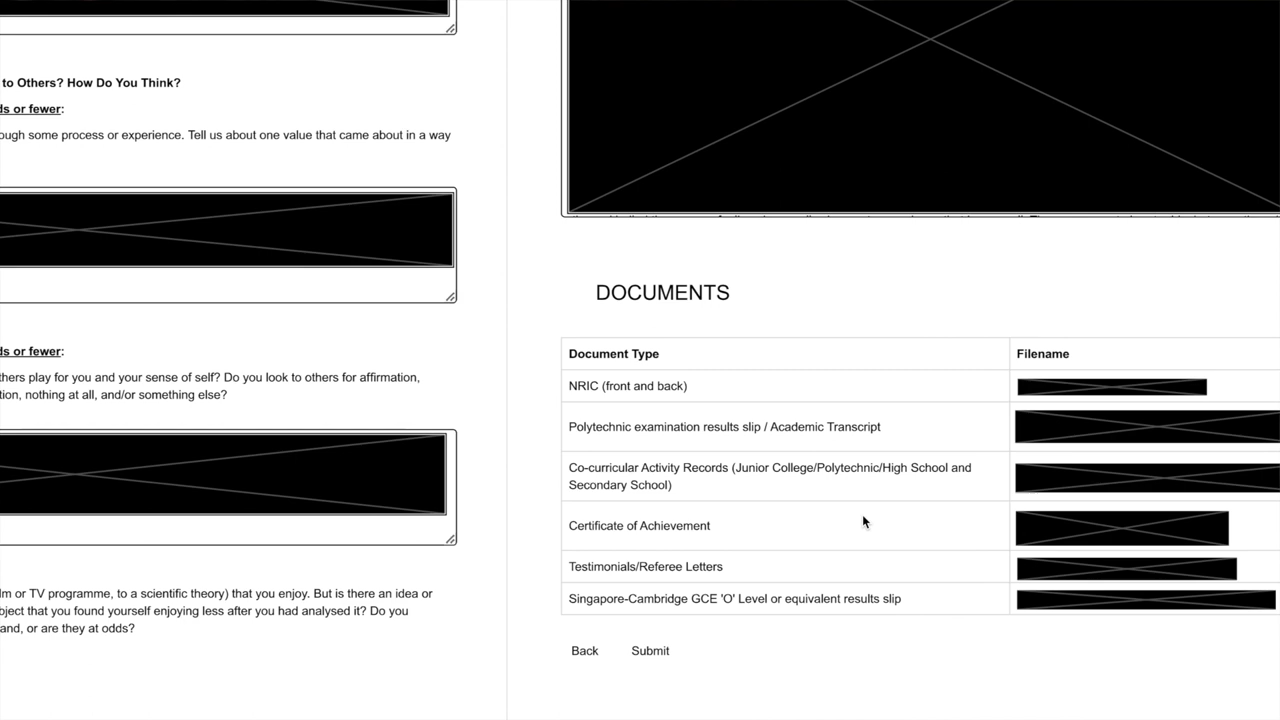 to Others? How Do You Think?
ds or fewer:
ough some process or experience. Tell us about one value that came about in a way
ds or fewer:
thers play for you and your sense of self? Do you look to others for affirmation,
tion, nothing at all, and/or something else?
lm or TV programme, to a scientific theory) that you enjoy. But is there an idea or
bject that you found yourself enjoying less after you had analysed it? Do you
and, or are they at odds?
DOCUMENTS
Document Type Filename
NRIC (front and back)
Polytechnic examination results slip / Academic Transcript
Co-curricular Activity Records (Junior College/Polytechnic/High School and
Secondary School)
Certificate of Achievement
Testimonials/Referee Letters
Singapore-Cambridge GCE 'O' Level or equivalent results slip
Back Submit